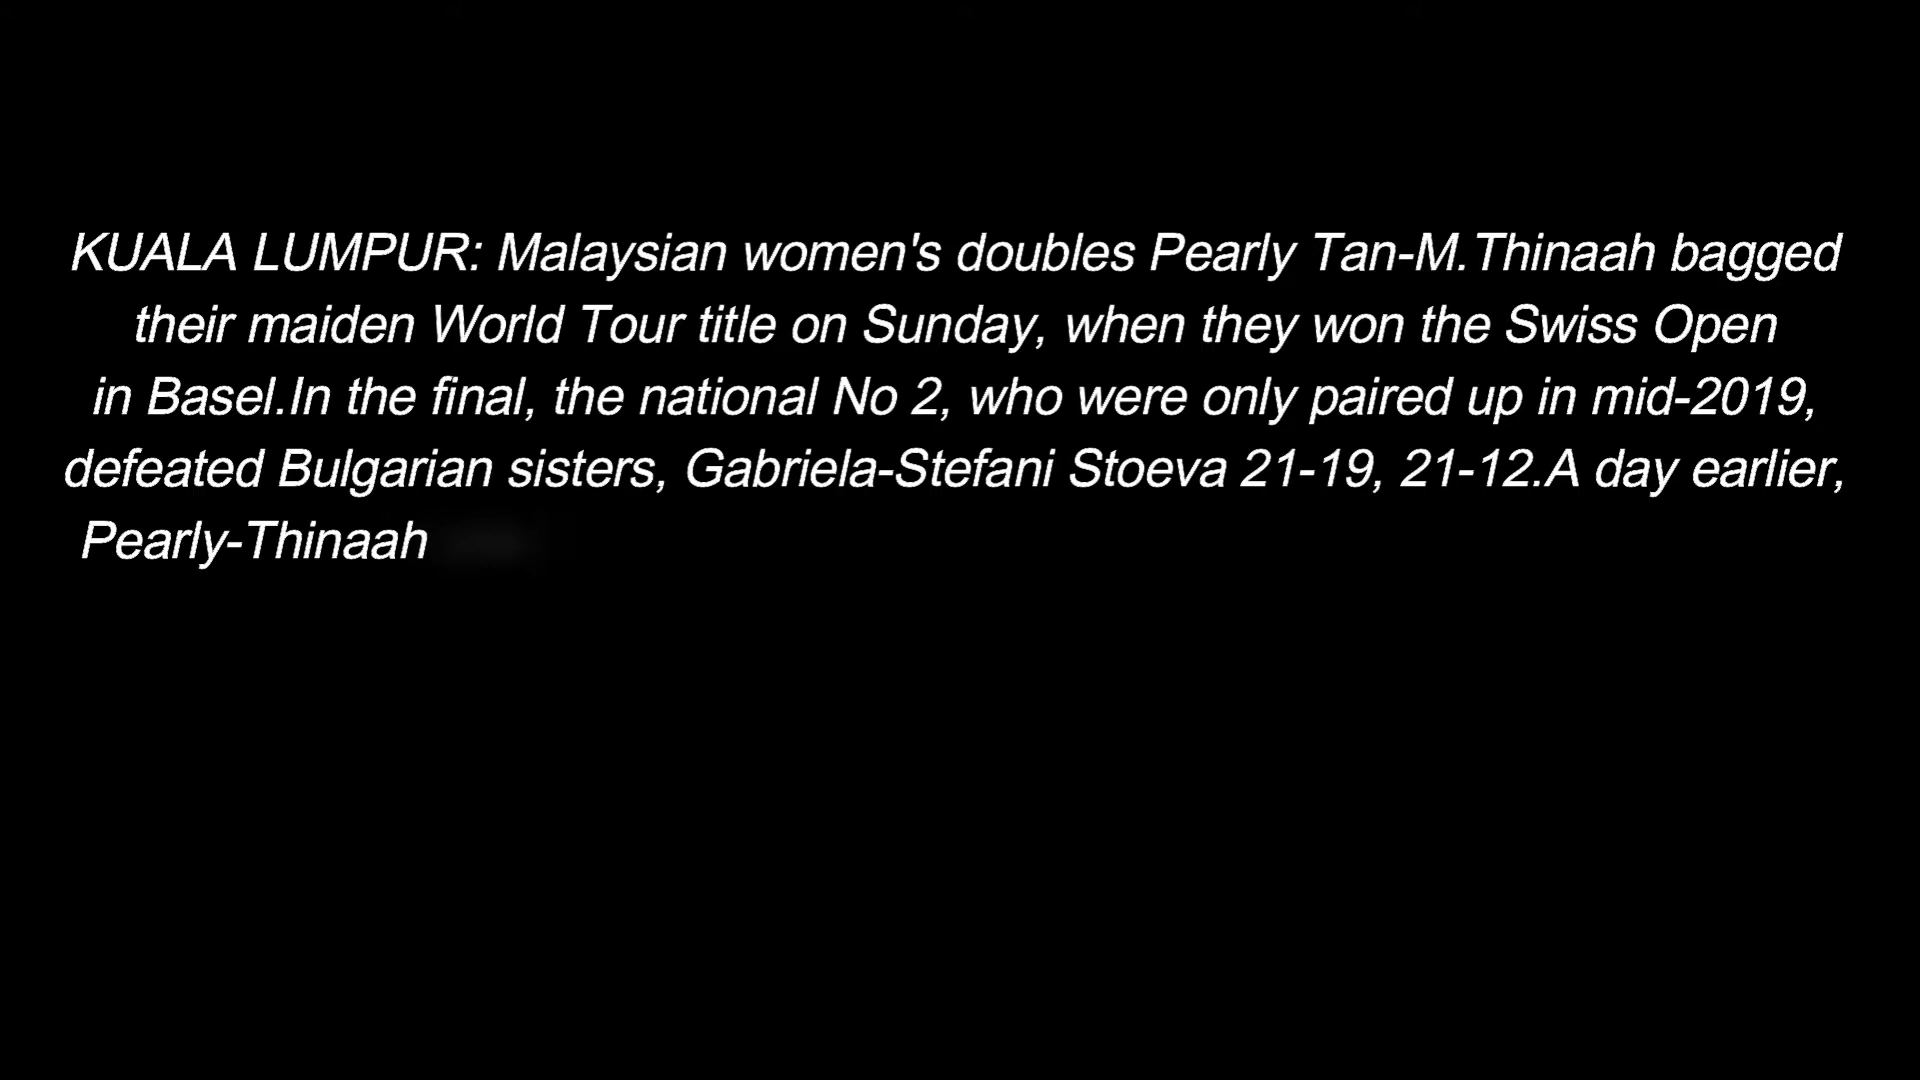 KUALA LUMPUR: Malaysian women's doubles Pearly Tan-M.Thinaah bagged
their maiden World Tour title on Sunday, when they won the Swiss Open
in Basel.In the final, the national No 2, who were only paired up in mid-2019,
defeated Bulgarian sisters, Gabriela-Stefani Stoeva 21-19, 21-12.A day earlier,
Pearly-Thinaah